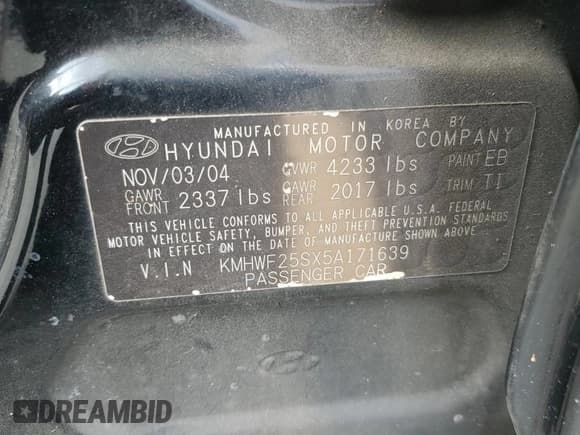 MANUFACTURED IN KOREA BY
HYUNDAI MOTOR COMPANY
NOV/03/04 GVWR 4233 lbs PAINT EB
GAWR FRONT 2337 lbs GAWR REAR 2017 lbs TRIM TI
THIS VEHICLE CONFORMS TO ALL APPLICABLE U.S.A. FEDERAL
MOTOR VEHICLE SAFETY, BUMPER, AND THEFT PREVENTION STANDARDS
IN EFFECT ON THE DATE OF MANUFACTURE SHOWN ABOVE
V.I.N KMHWF25SX5A171639
PASSENGER CAR
DREAMBID